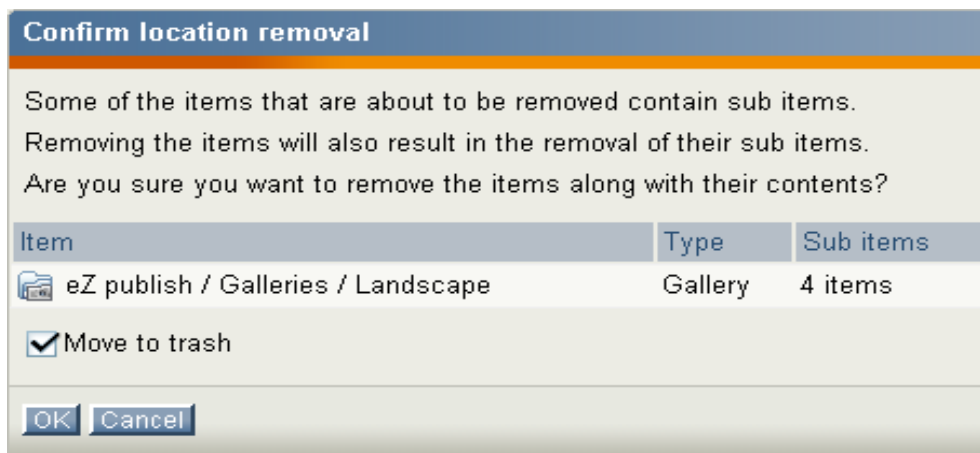 Confirm location removal
Some of the items that are about to be removed contain sub items.
Removing the items will also result in the removal of their sub items.
Are you sure you want to remove the items along with their contents?
Item Type Sub items
eZ publish / Galleries / Landscape Gallery 4 items
Move to trash
OK Cancel